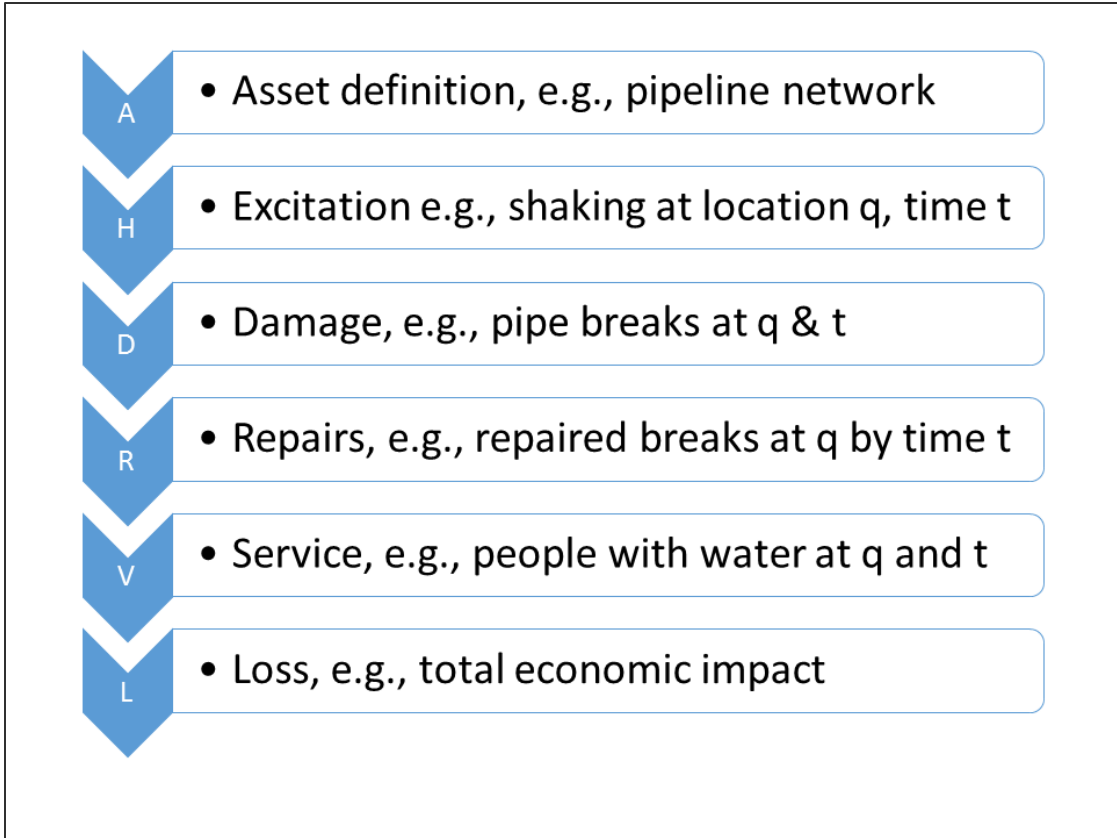 A
• Asset definition, e.g., pipeline network
H
• Excitation e.g., shaking at location q, time t
D
• Damage, e.g., pipe breaks at q & t
R
• Repairs, e.g., repaired breaks at q by time t
V
• Service, e.g., people with water at q and t
L
• Loss, e.g., total economic impact